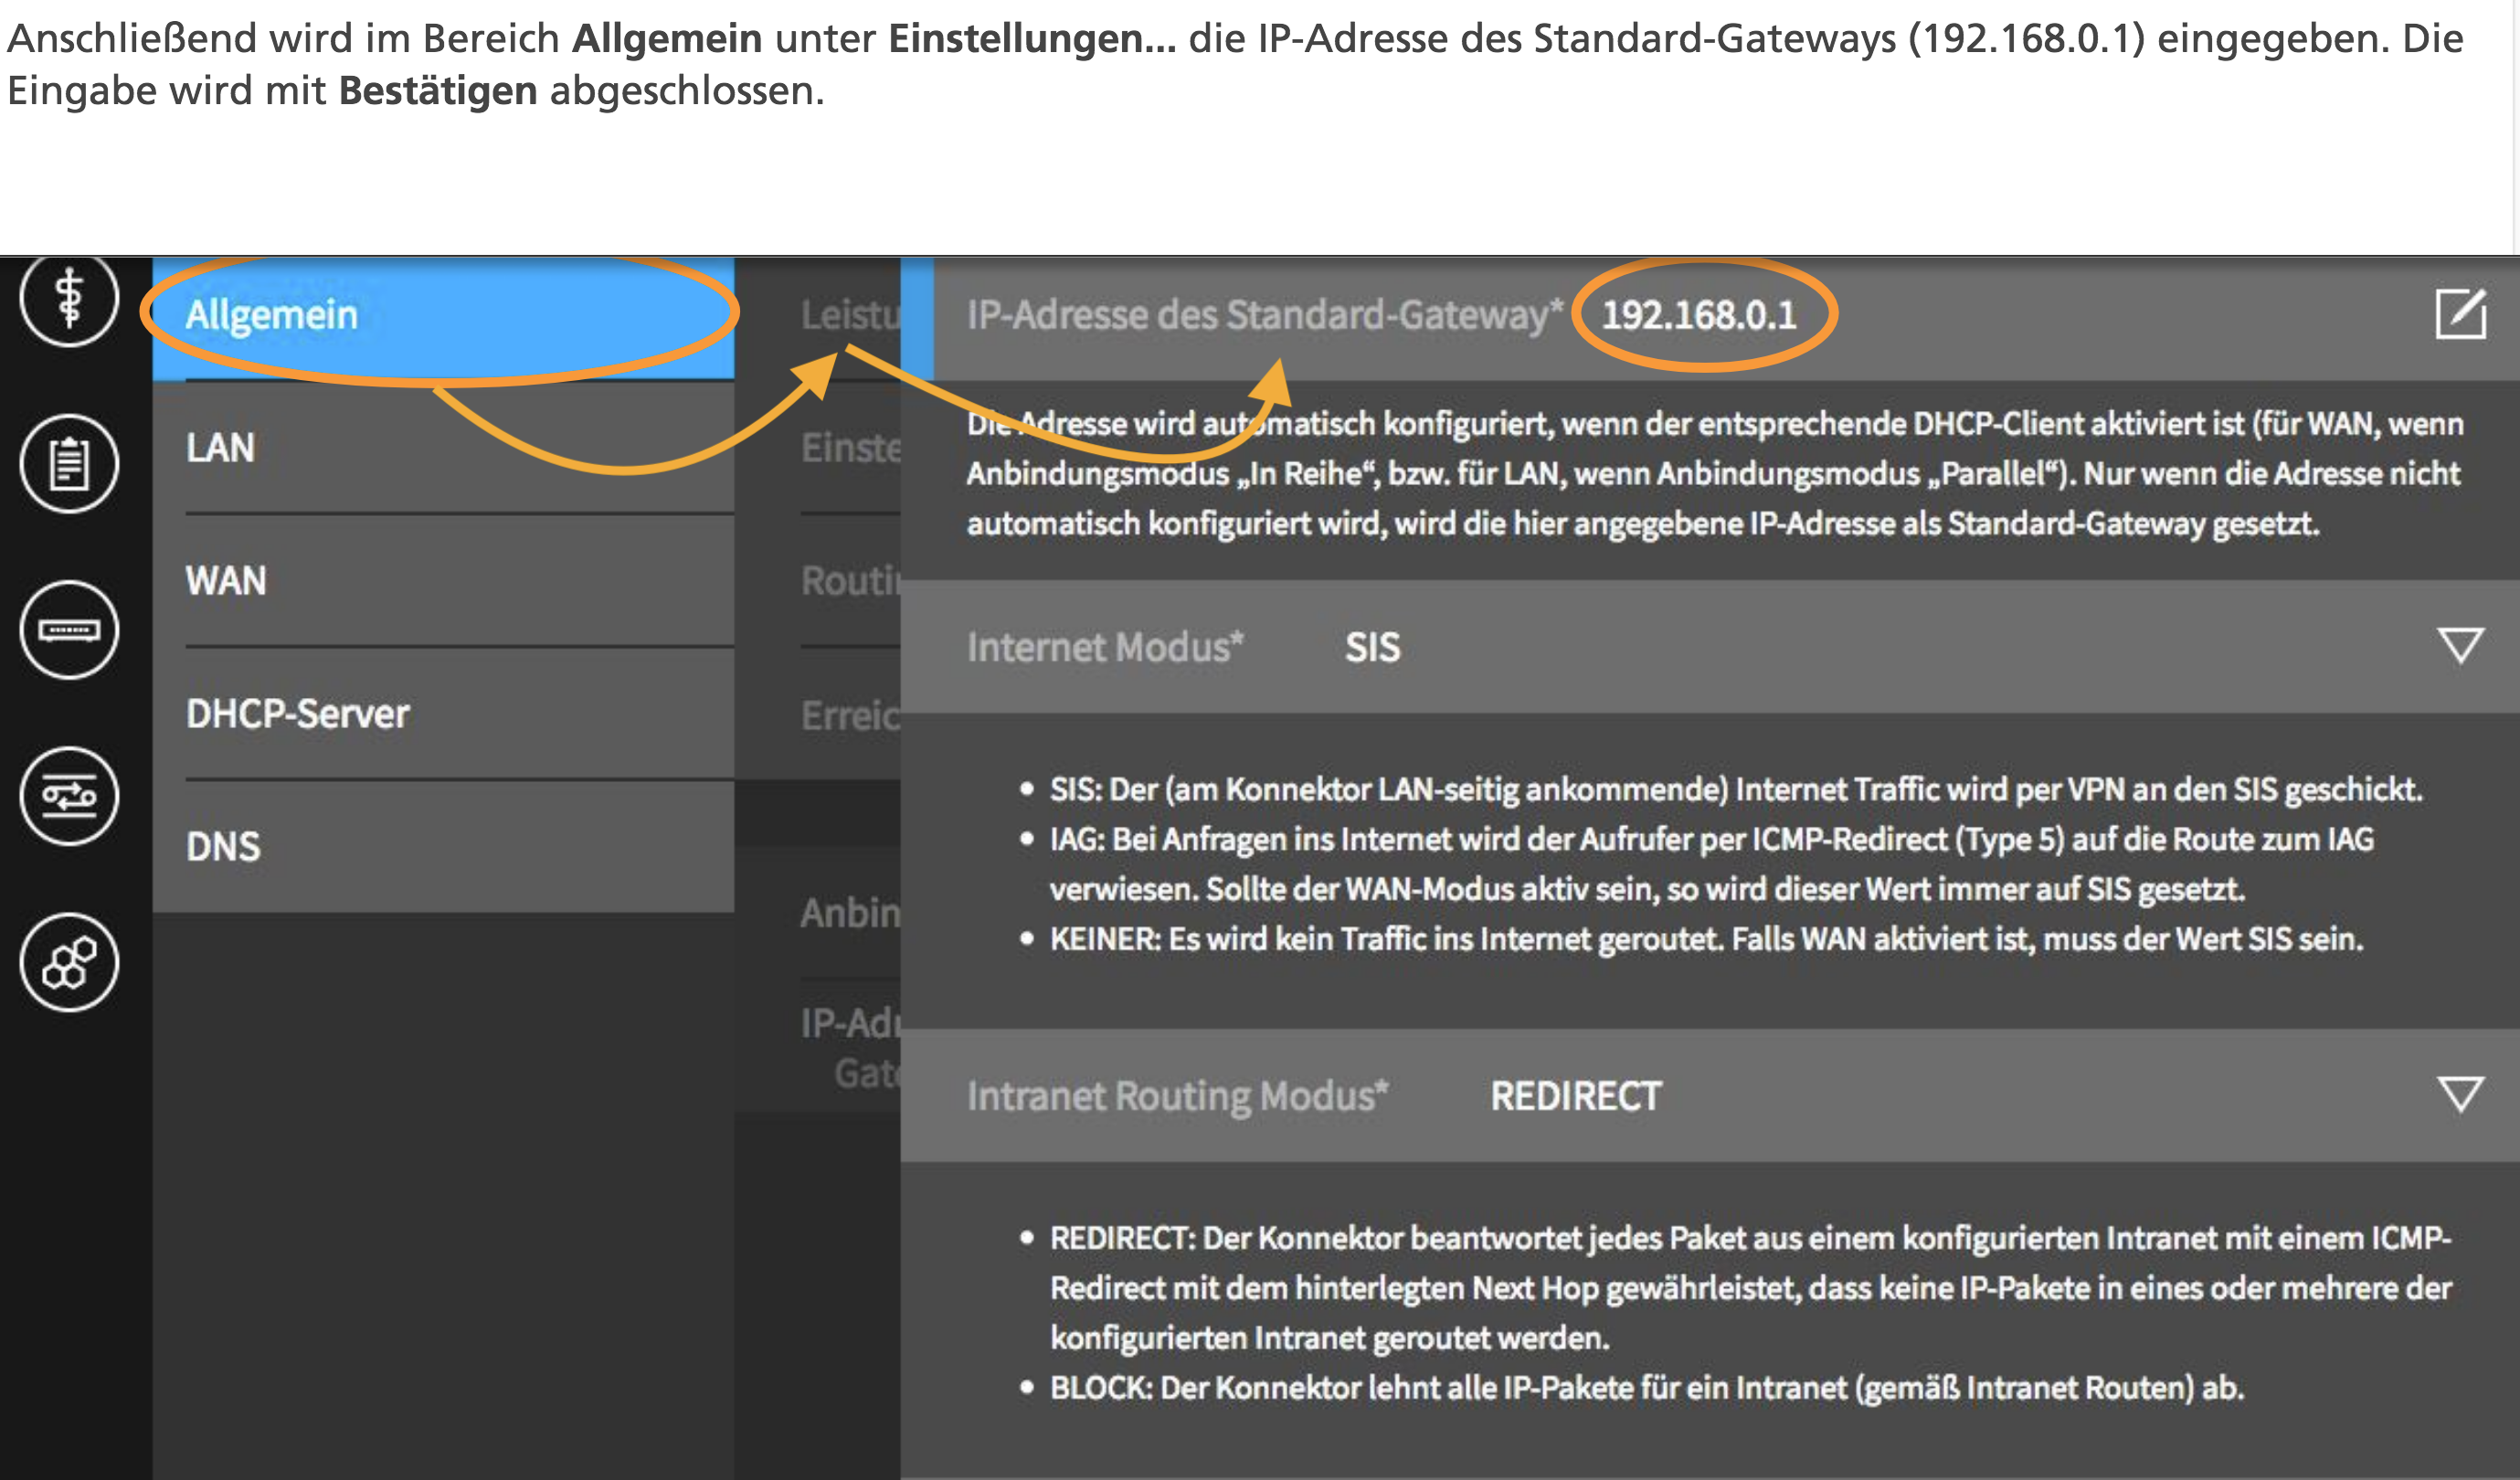 Anschließend wird im Bereich Allgemein unter Einstellungen... die IP-Adresse des Standard-Gateways (192.168.0.1) eingegeben. Die
Eingabe wird mit Bestätigen abgeschlossen.
Allgemein
LAN
WAN
DHCP-Server
DNS
Leistu
Einste
Routi
Erreic
Anbin
IP-Adr
Gate
IP-Adresse des Standard-Gateway* 192.168.0.1
Die Adresse wird automatisch konfiguriert, wenn der entsprechende DHCP-Client aktiviert ist (für WAN, wenn
Anbindungsmodus „In Reihe“, bzw. für LAN, wenn Anbindungsmodus „Parallel“). Nur wenn die Adresse nicht
automatisch konfiguriert wird, wird die hier angegebene IP-Adresse als Standard-Gateway gesetzt.
Internet Modus* SIS
• SIS: Der (am Konnektor LAN-seitig ankommende) Internet Traffic wird per VPN an den SIS geschickt.
• IAG: Bei Anfragen ins Internet wird der Aufrufer per ICMP-Redirect (Type 5) auf die Route zum IAG
verwiesen. Sollte der WAN-Modus aktiv sein, so wird dieser Wert immer auf SIS gesetzt.
• KEINER: Es wird kein Traffic ins Internet geroutet. Falls WAN aktiviert ist, muss der Wert SIS sein.
Intranet Routing Modus* REDIRECT
• REDIRECT: Der Konnektor beantwortet jedes Paket aus einem konfigurierten Intranet mit einem ICMP-
Redirect mit dem hinterlegten Next Hop gewährleistet, dass keine IP-Pakete in eines oder mehrere der
konfigurierten Intranet geroutet werden.
• BLOCK: Der Konnektor lehnt alle IP-Pakete für ein Intranet (gemäß Intranet Routen) ab.